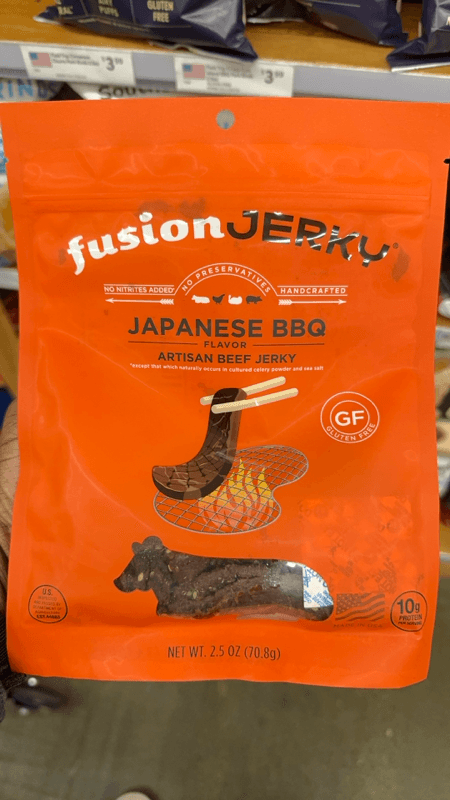 GLUTEN
FREE
$3
$3
fusionJERKY®
NO NITRITES ADDED* NO PRESERVATIVES HANDCRAFTED
JAPANESE BBQ
FLAVOR
ARTISAN BEEF JERKY
*except that which naturally occurs in cultured celery powder and sea salt
GF
GLUTEN FREE
U.S.
10g
PROTEIN
NET WT. 2.5 OZ (70.8g)